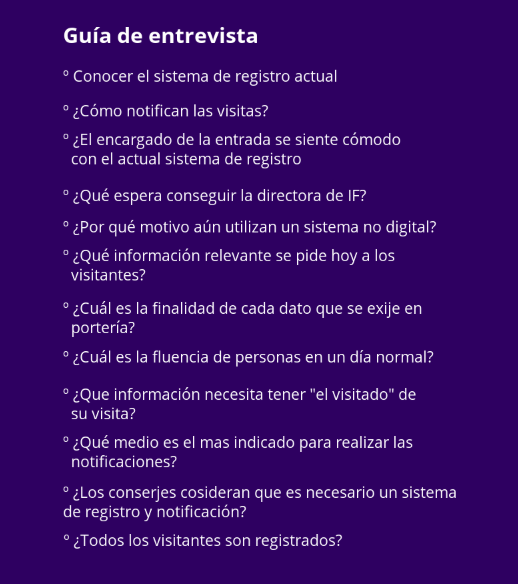 Guía de entrevista
º Conocer el sistema de registro actual
º ¿Cómo notifican las visitas?
º ¿El encargado de la entrada se siente cómodo
con el actual sistema de registro
º ¿Qué espera conseguir la directora de IF?
º ¿Por qué motivo aún utilizan un sistema no digital?
º ¿Qué información relevante se pide hoy a los
visitantes?
º ¿Cuál es la finalidad de cada dato que se exije en
portería?
º ¿Cuál es la fluencia de personas en un día normal?
º ¿Que información necesita tener "el visitado" de
su visita?
º ¿Qué medio es el mas indicado para realizar las
notificaciones?
º ¿Los conserjes cosideran que es necesario un sistema
de registro y notificación?
º ¿Todos los visitantes son registrados?